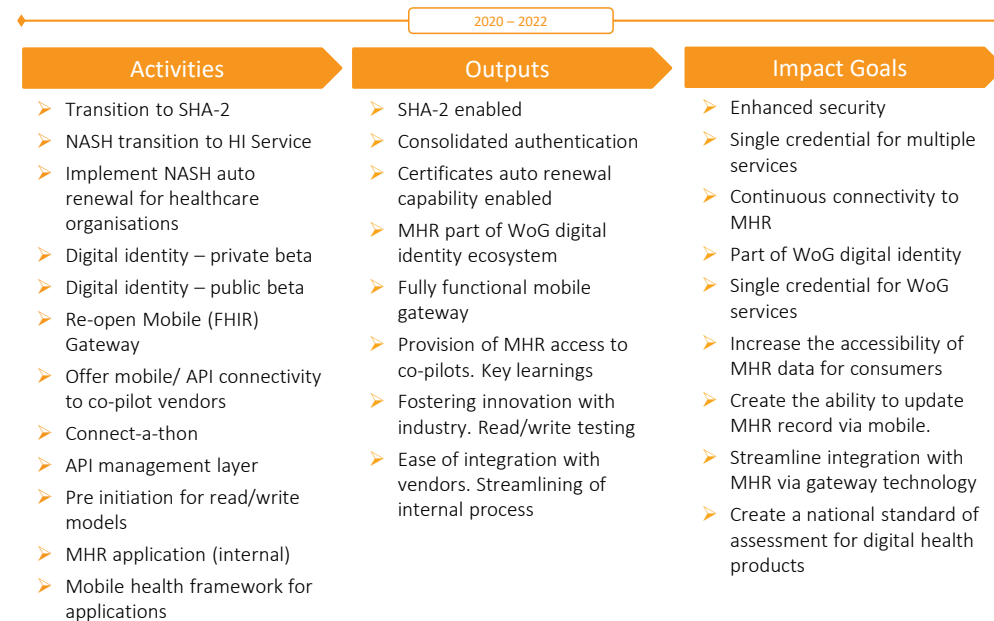 2020 – 2022
Activities
Transition to SHA-2
NASH transition to HI Service
Implement NASH auto
renewal for healthcare
organisations
Digital identity – private beta
Digital identity – public beta
Re-open Mobile (FHIR)
Gateway
Offer mobile/ API connectivity
to co-pilot vendors
Connect-a-thon
API management layer
Pre initiation for read/write
models
MHR application (internal)
Mobile health framework for
applications
Outputs
SHA-2 enabled
Consolidated authentication
Certificates auto renewal
capability enabled
MHR part of WoG digital
identity ecosystem
Fully functional mobile
gateway
Provision of MHR access to
co-pilots. Key learnings
Fostering innovation with
industry. Read/write testing
Ease of integration with
vendors. Streamlining of
internal process
Impact Goals
Enhanced security
Single credential for multiple
services
Continuous connectivity to
MHR
Part of WoG digital identity
Single credential for WoG
services
Increase the accessibility of
MHR data for consumers
Create the ability to update
MHR record via mobile.
Streamline integration with
MHR via gateway technology
Create a national standard of
assessment for digital health
products